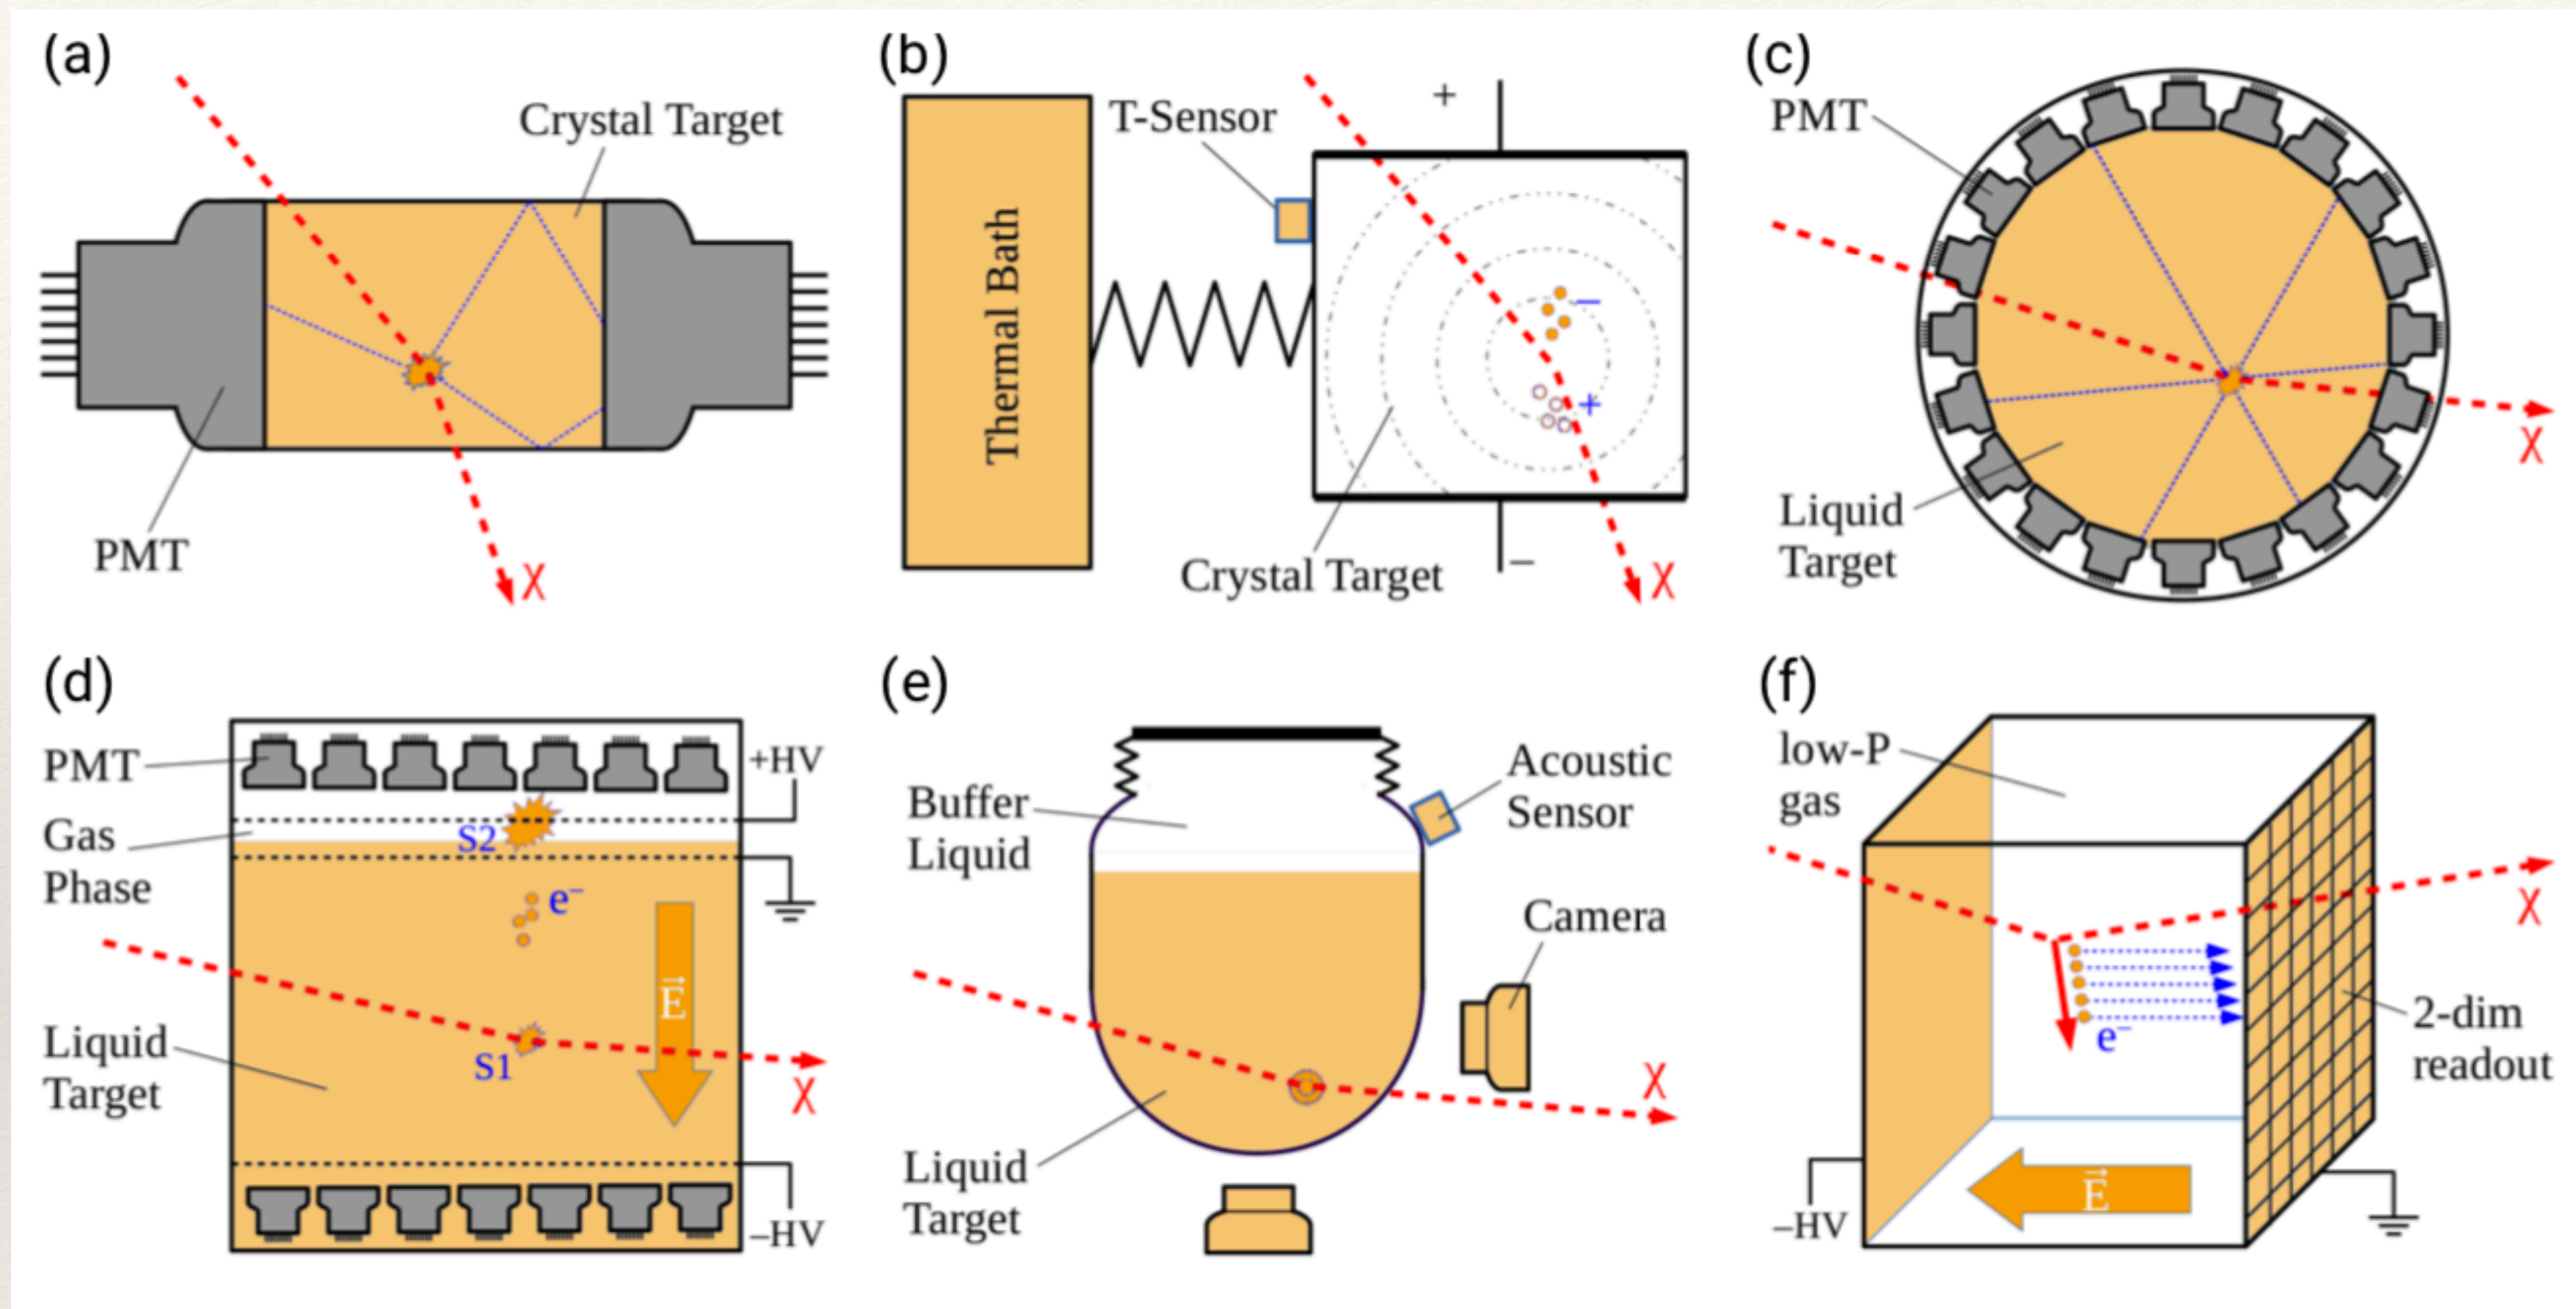 (a)
Crystal Target
PMT
χ
(b)
T-Sensor
+
Thermal Bath
−
+
Crystal Target
−
χ
(c)
PMT
Liquid
Target
χ
(d)
PMT
+HV
Gas
Phase
S2
e⁻
E⃗
Liquid
Target
S1
χ
–HV
(e)
Buffer
Liquid
Acoustic
Sensor
Camera
χ
Liquid
Target
(f)
low-P
gas
χ
e⁻
2-dim
readout
E⃗
–HV